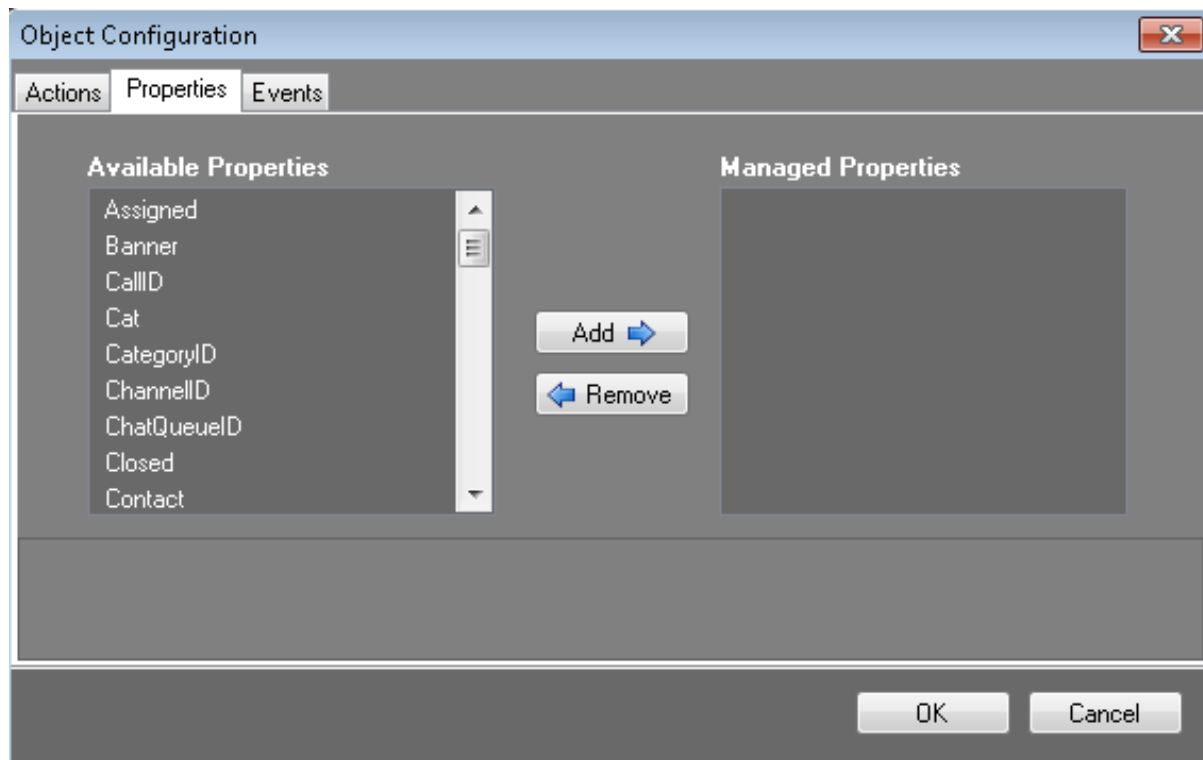 Object Configuration
Actions Properties Events
Available Properties Managed Properties
Assigned
Banner
CallID
Cat
CategoryID
ChannelID
ChatQueueID
Closed
Contact
Add
Remove
OK Cancel